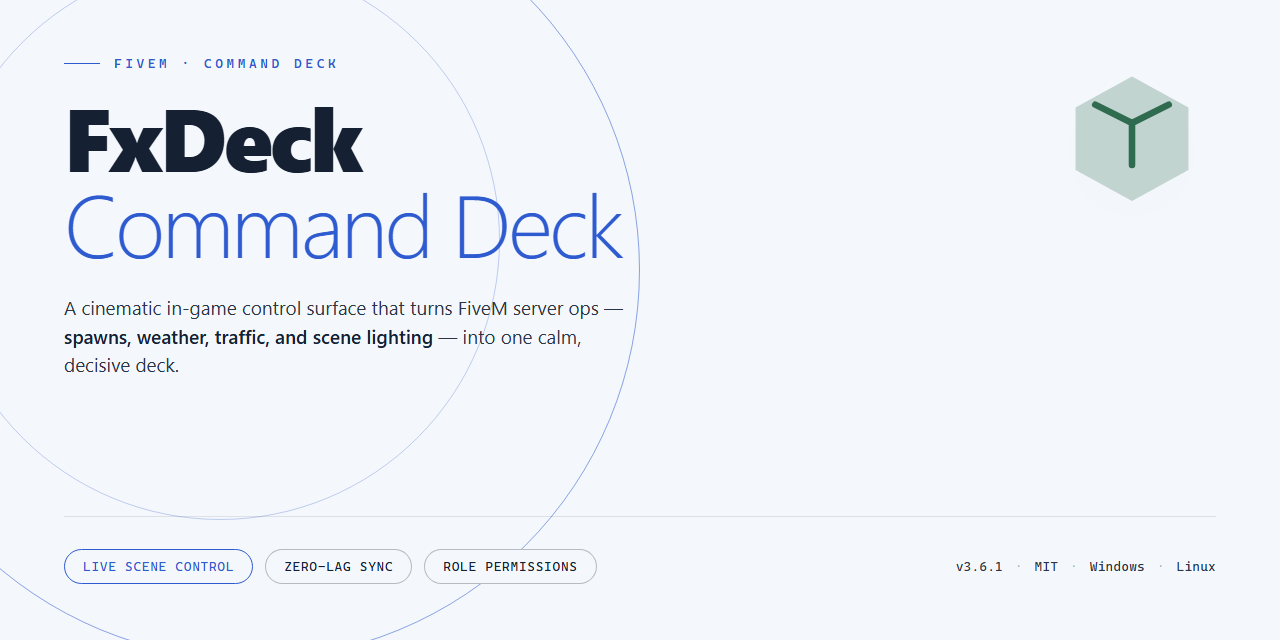 FIVEM · COMMAND DECK
FxDeck
Command Deck
A cinematic in-game control surface that turns FiveM server ops —
spawns, weather, traffic, and scene lighting — into one calm,
decisive deck.
LIVE SCENE CONTROL ZERO-LAG SYNC ROLE PERMISSIONS v3.6.1 · MIT · Windows · Linux